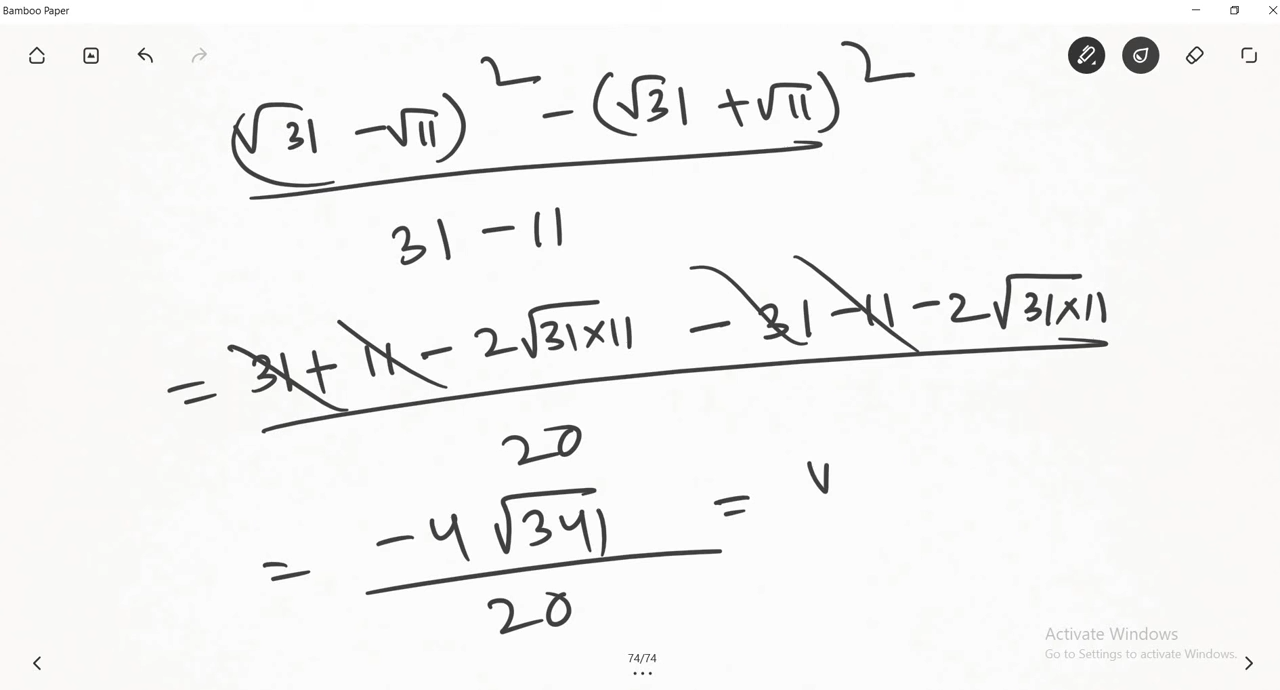 Bamboo Paper
(√31 - √11)² - (√31 + √11)²
31 - 11
= 31 + 11 - 2√31×11 - 31 - 11 - 2√31×11
20
= -4 √341 = √
20
Activate Windows
Go to Settings to activate Windows.
74/74